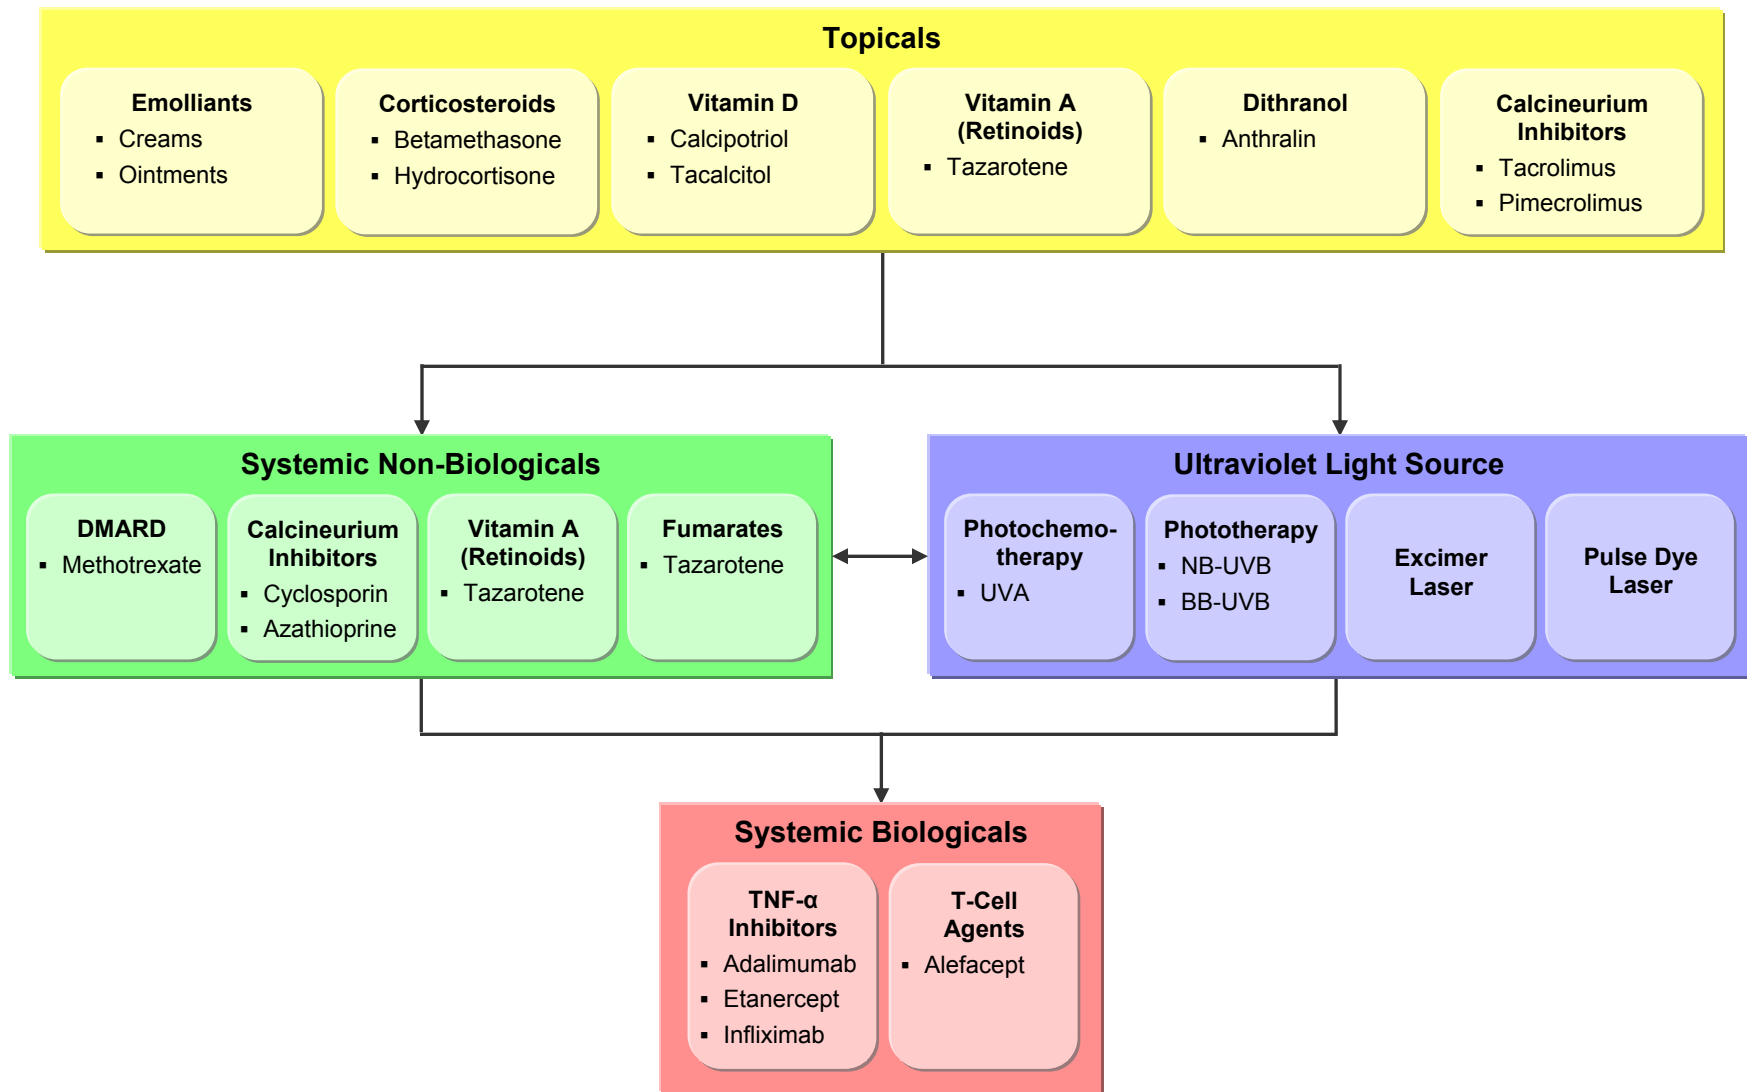 Topicals
Emolliants
▪ Creams
▪ Ointments
Corticosteroids
▪ Betamethasone
▪ Hydrocortisone
Vitamin D
▪ Calcipotriol
▪ Tacalcitol
Vitamin A
(Retinoids)
▪ Tazarotene
Dithranol
▪ Anthralin
Calcineurium
Inhibitors
▪ Tacrolimus
▪ Pimecrolimus
Systemic Non-Biologicals
DMARD
▪ Methotrexate
Calcineurium
Inhibitors
▪ Cyclosporin
▪ Azathioprine
Vitamin A
(Retinoids)
▪ Tazarotene
Fumarates
▪ Tazarotene
Ultraviolet Light Source
Photochemo-
therapy
▪ UVA
Phototherapy
▪ NB-UVB
▪ BB-UVB
Excimer
Laser
Pulse Dye
Laser
Systemic Biologicals
TNF-α
Inhibitors
▪ Adalimumab
▪ Etanercept
▪ Infliximab
T-Cell
Agents
▪ Alefacept